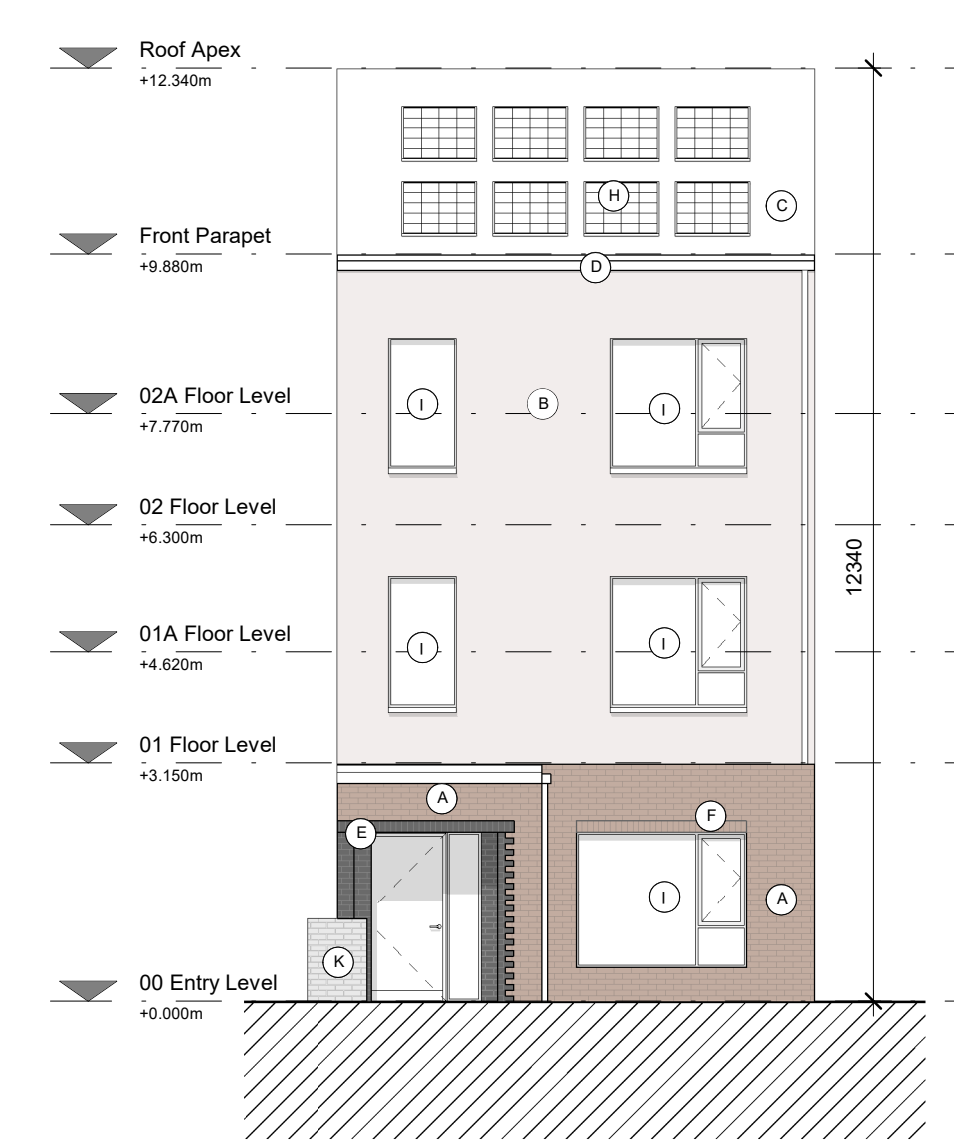 Roof Apex
+12.340m
H
C
Front Parapet
+9.880m
D
02A Floor Level
+7.770m
I
B
I
02 Floor Level
+6.300m
12340
01A Floor Level
+4.620m
I
I
01 Floor Level
+3.150m
A
F
E
I
A
K
00 Entry Level
+0.000m